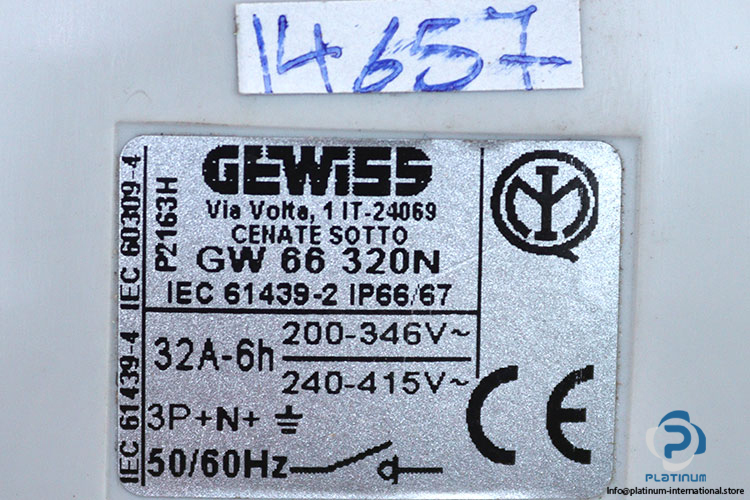 14657
GEWiSS
Via Volta, 1 IT-24069
CENATE SOTTO
GW 66 320N
IEC 61439-2 IP66/67
P2163H
IEC 61439-4 IEC 60309-4
32A-6h
200-346V~
240-415V~
3P+N+
50/60Hz
IMQ
CE
PLATINUM
Info@platinum-international.store